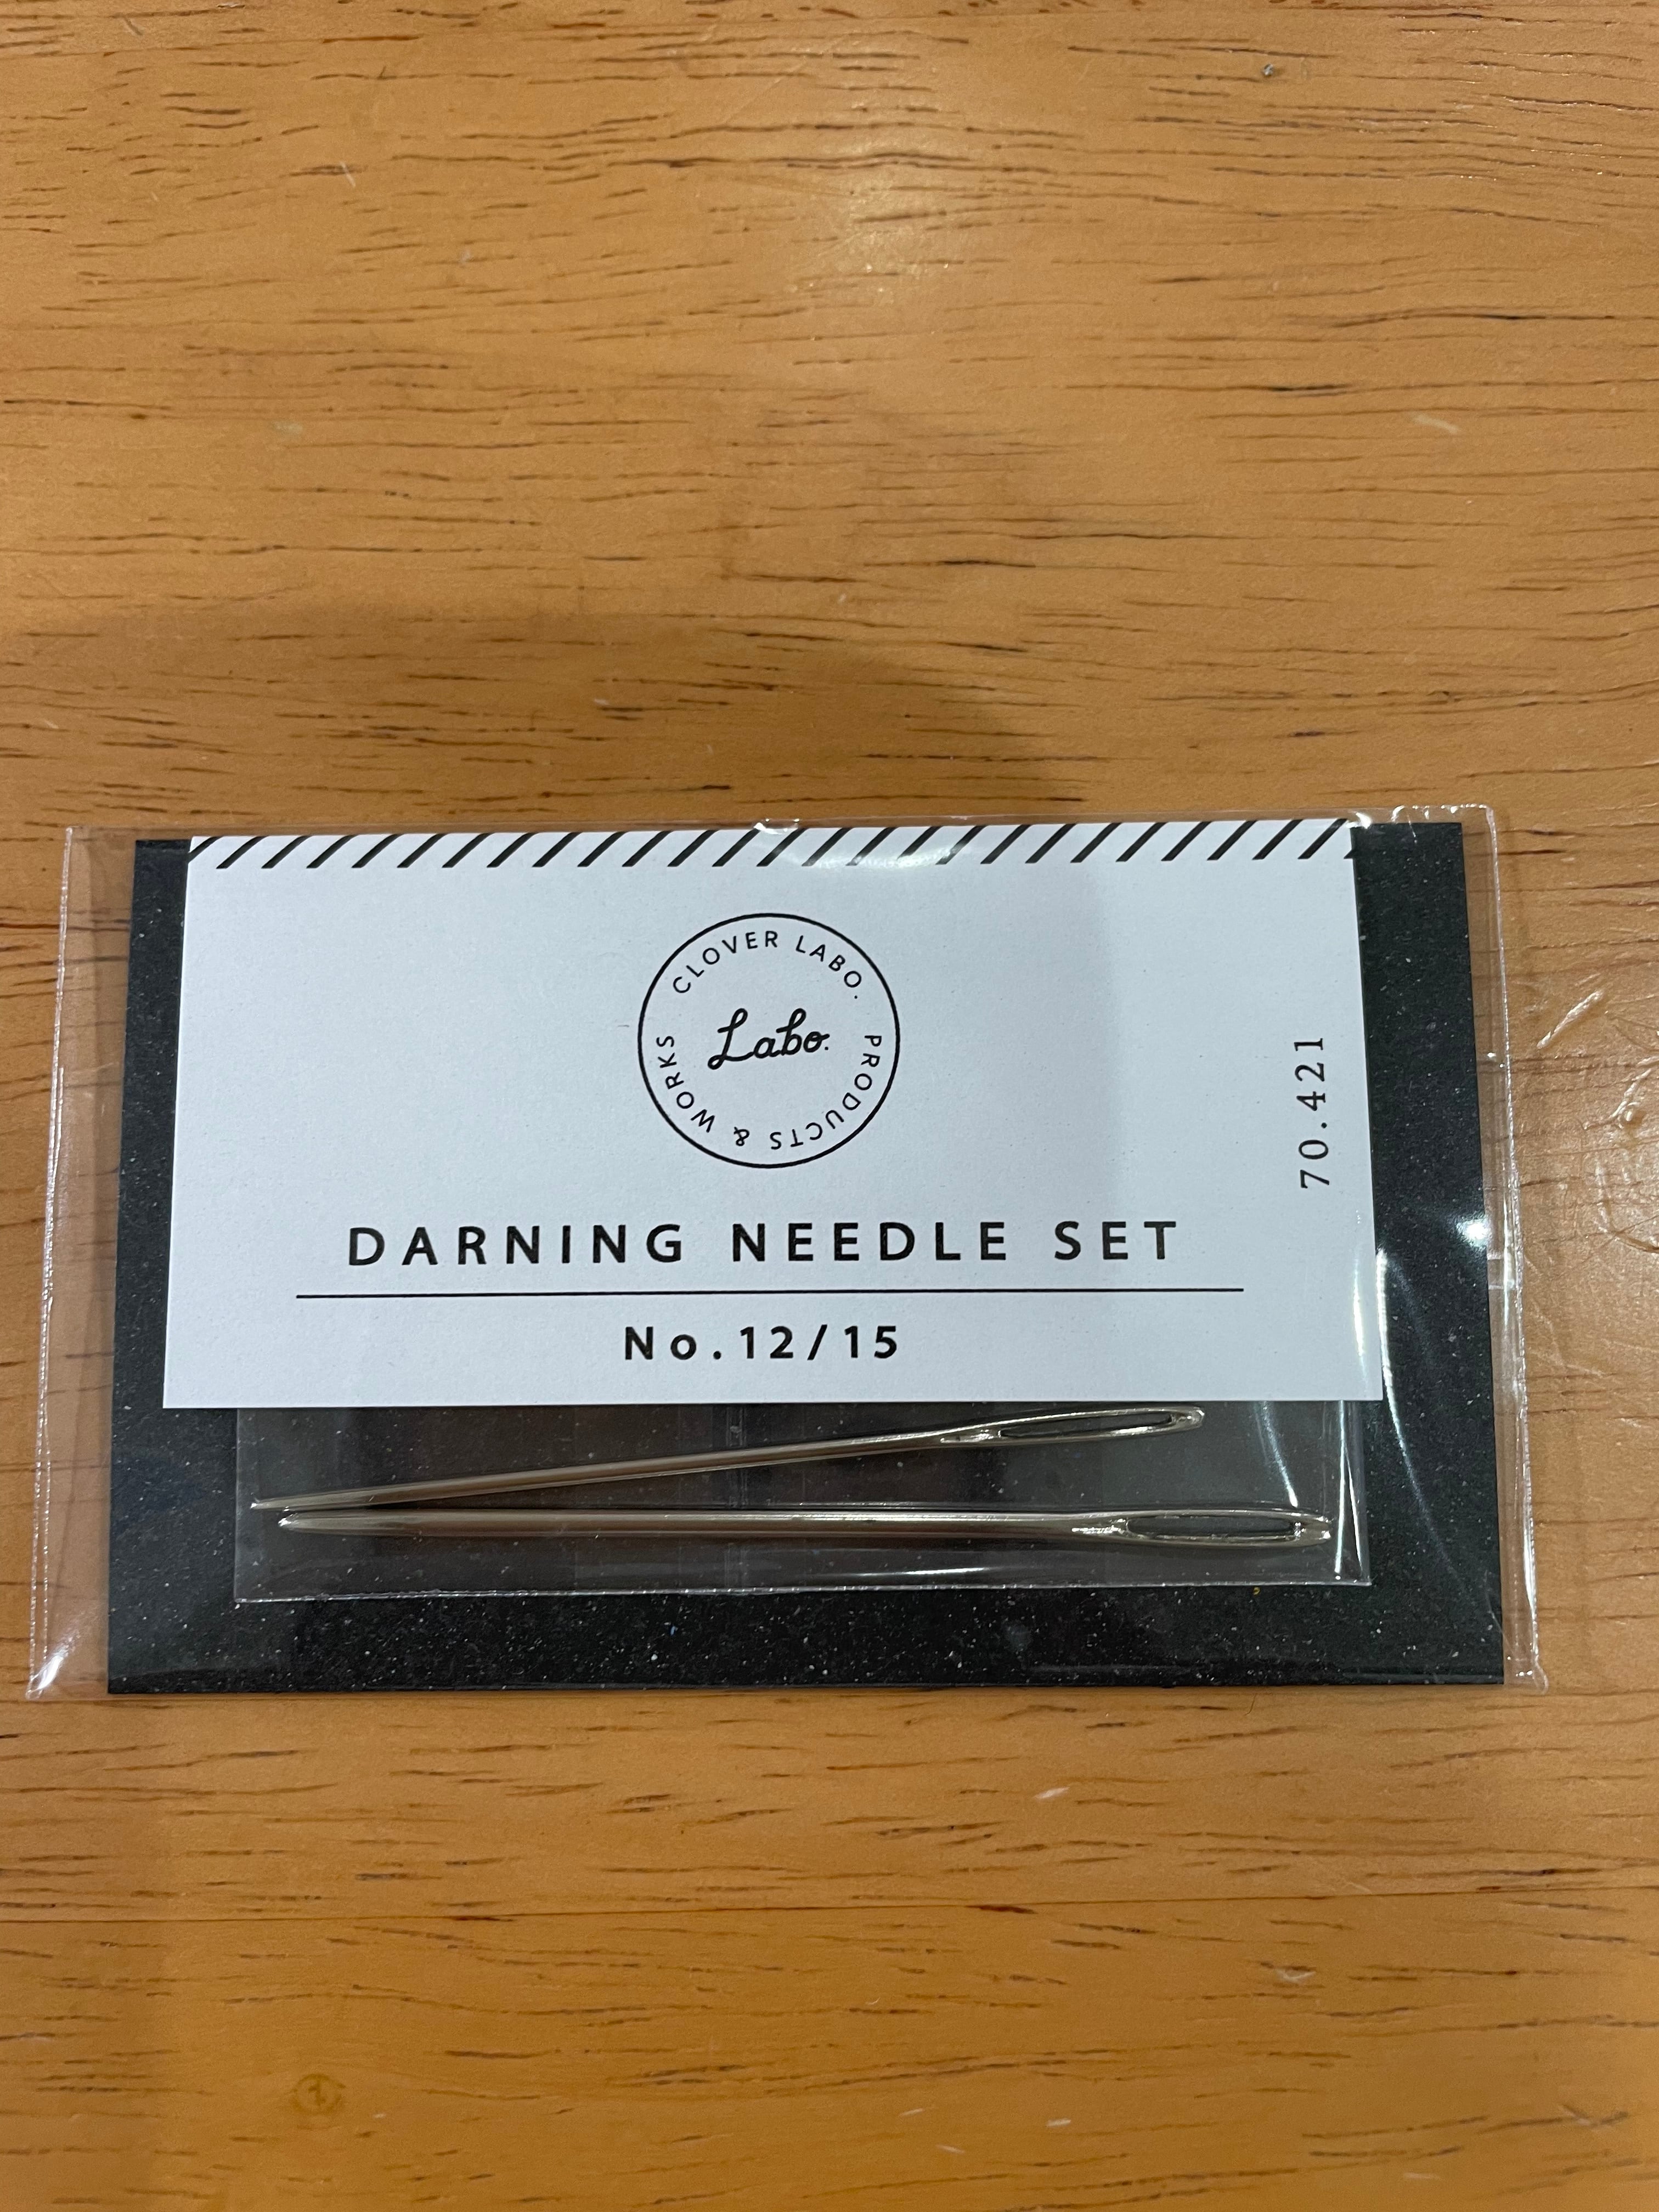 CLOVER LABO.
PRODUCTS & WORKS
Labo.
70.421
DARNING NEEDLE SET
No.12/15